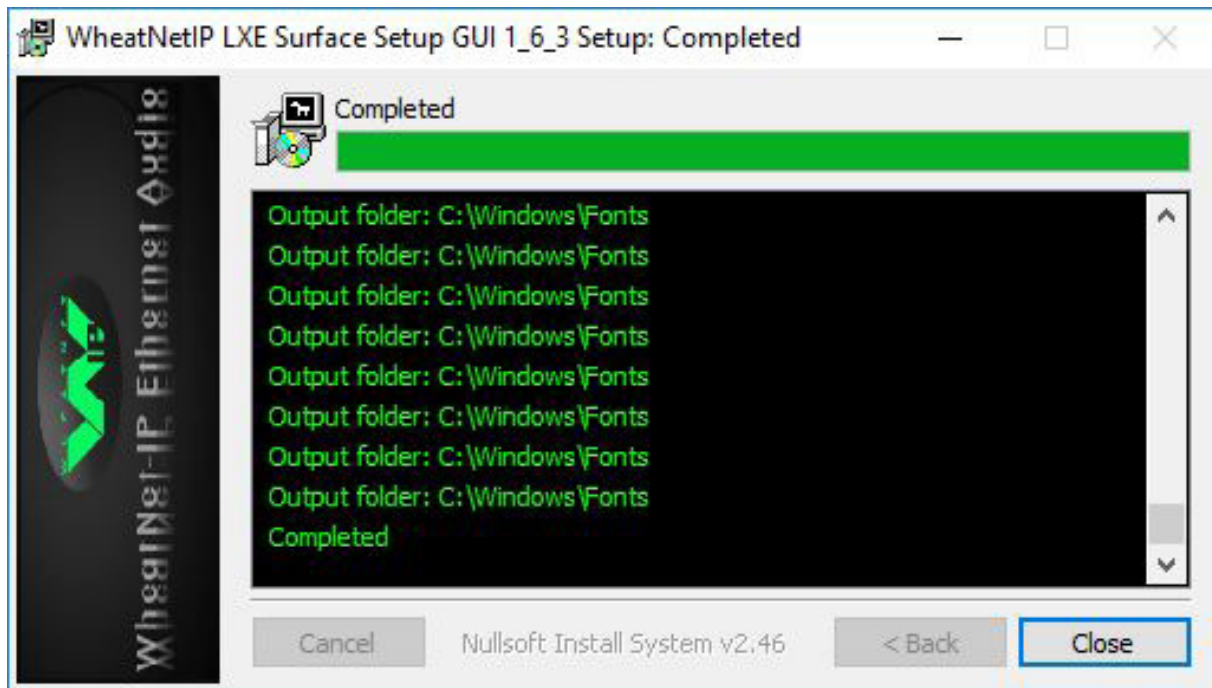 WheatNetIP LXE Surface Setup GUI 1_6_3 Setup: Completed
WheatNet-IP Ethernet Audio
Completed
Output folder: C:\Windows\Fonts
Output folder: C:\Windows\Fonts
Output folder: C:\Windows\Fonts
Output folder: C:\Windows\Fonts
Output folder: C:\Windows\Fonts
Output folder: C:\Windows\Fonts
Output folder: C:\Windows\Fonts
Output folder: C:\Windows\Fonts
Completed
Cancel
Nullsoft Install System v2.46
< Back
Close